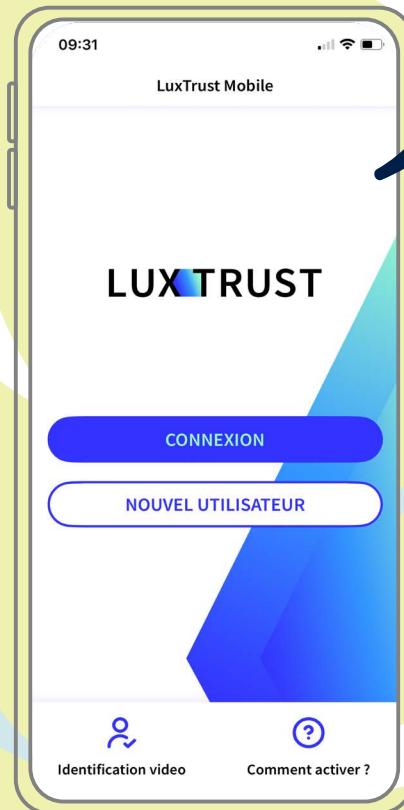 09:31
LuxTrust Mobile
LUXTRUST
CONNEXION
NOUVEL UTILISATEUR
Identification video
Comment activer ?